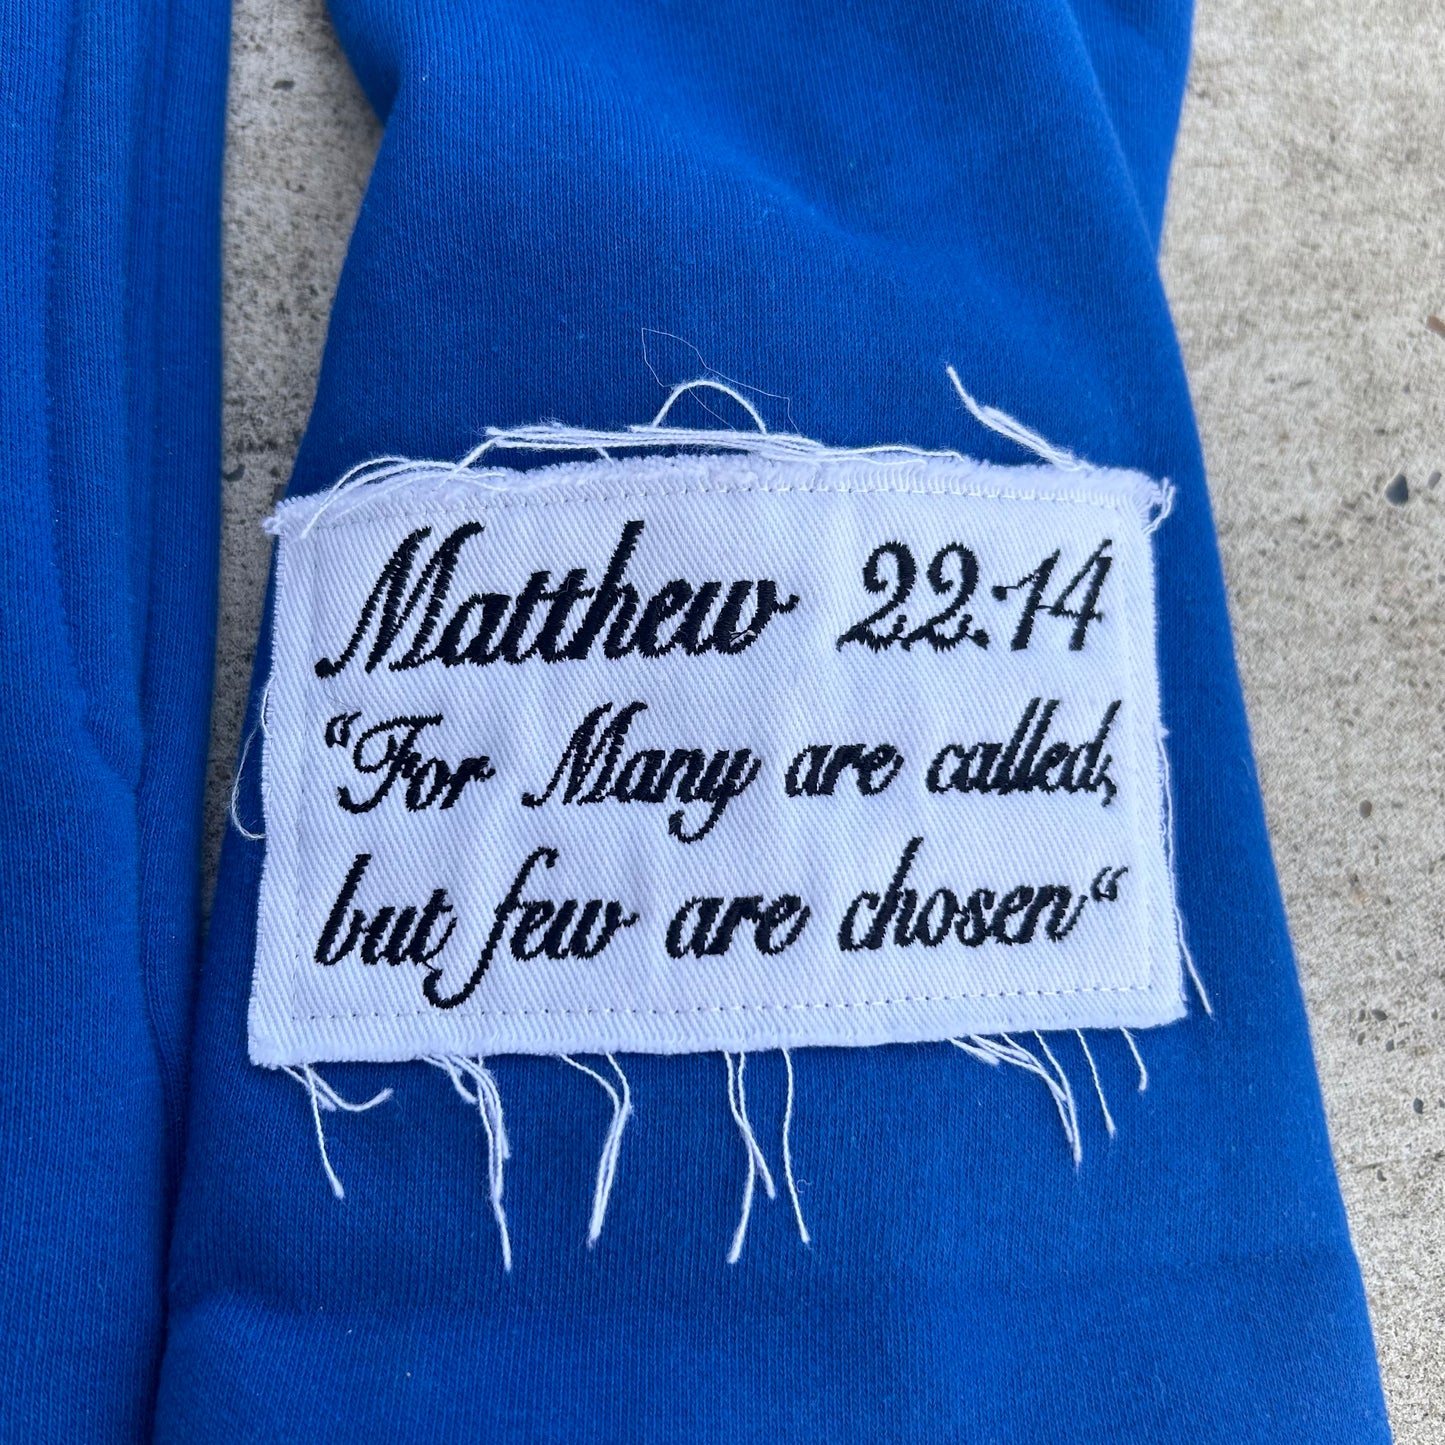 Matthew 22:14
“For Many are called,
but few are chosen“